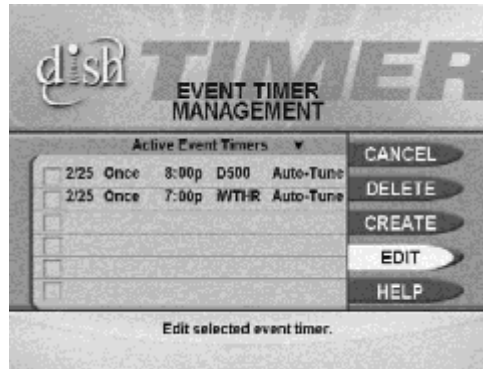 dish TIMER
EVENT TIMER
MANAGEMENT
Active Event Timers
2/25 Once 8:00p D500 Auto-Tune
2/25 Once 7:00p iWTHR Auto-Tune
CANCEL
DELETE
CREATE
EDIT
HELP
Edit selected event timer.